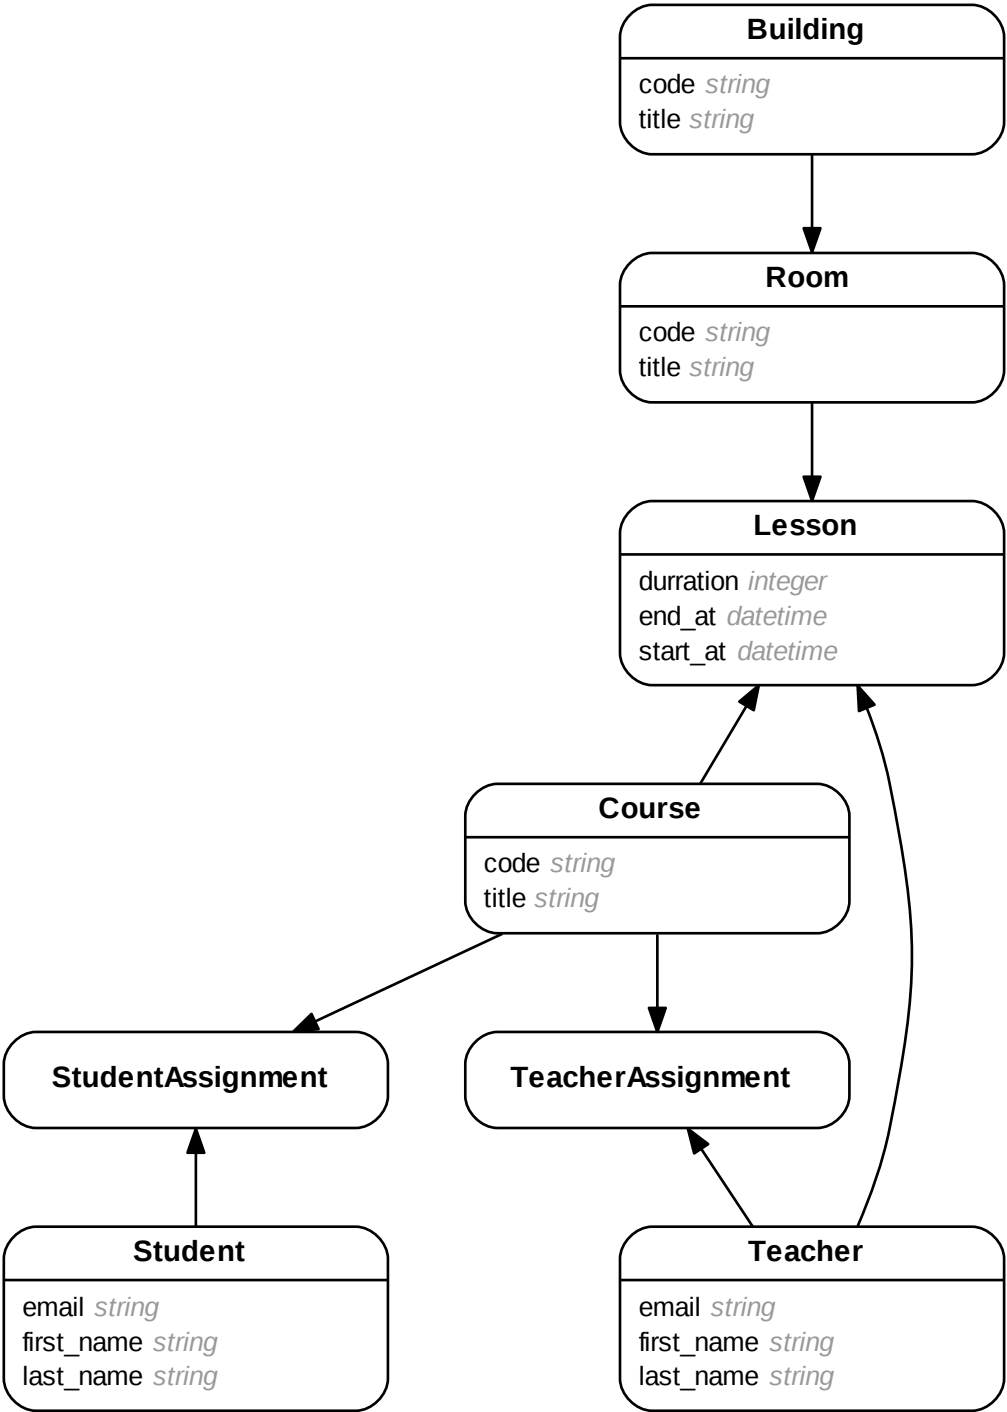 Building
code string
title string
Room
code string
title string
Lesson
durration integer
end_at datetime
start_at datetime
Course
code string
title string
StudentAssignment
TeacherAssignment
Student
email string
first_name string
last_name string
Teacher
email string
first_name string
last_name string